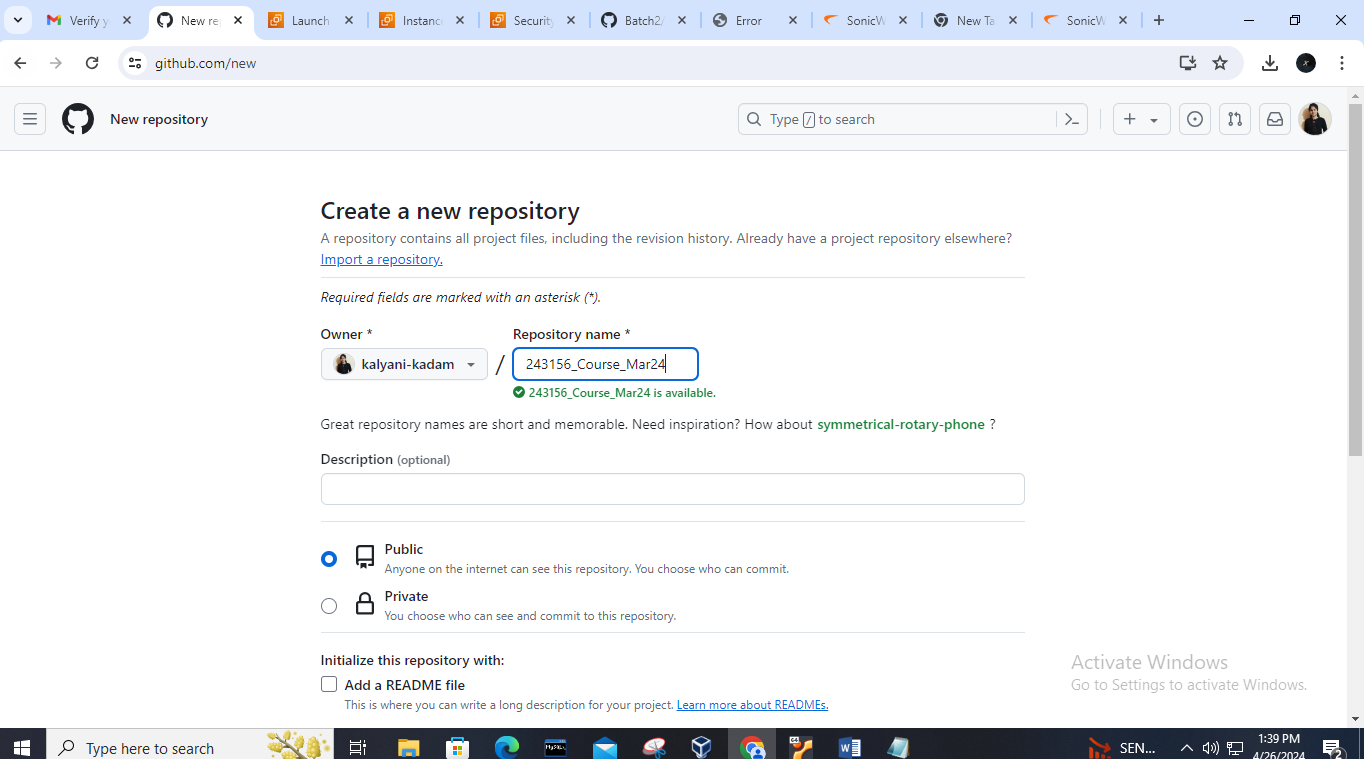 Verify y
New re
Launch
Instanc
Security
Batch2/
Error
SonicW
New Ta
SonicW
github.com/new
New repository
Type / to search
Create a new repository
A repository contains all project files, including the revision history. Already have a project repository elsewhere?
Import a repository.
Required fields are marked with an asterisk (*).
Owner *
Repository name *
kalyani-kadam
/
243156_Course_Mar24
243156_Course_Mar24 is available.
Great repository names are short and memorable. Need inspiration? How about symmetrical-rotary-phone ?
Description (optional)
Public
Anyone on the internet can see this repository. You choose who can commit.
Private
You choose who can see and commit to this repository.
Initialize this repository with:
Add a README file
This is where you can write a long description for your project. Learn more about READMEs.
Activate Windows
Go to Settings to activate Windows.
Type here to search
MySQL
64
SEN...
1:39 PM
4/26/2024
2